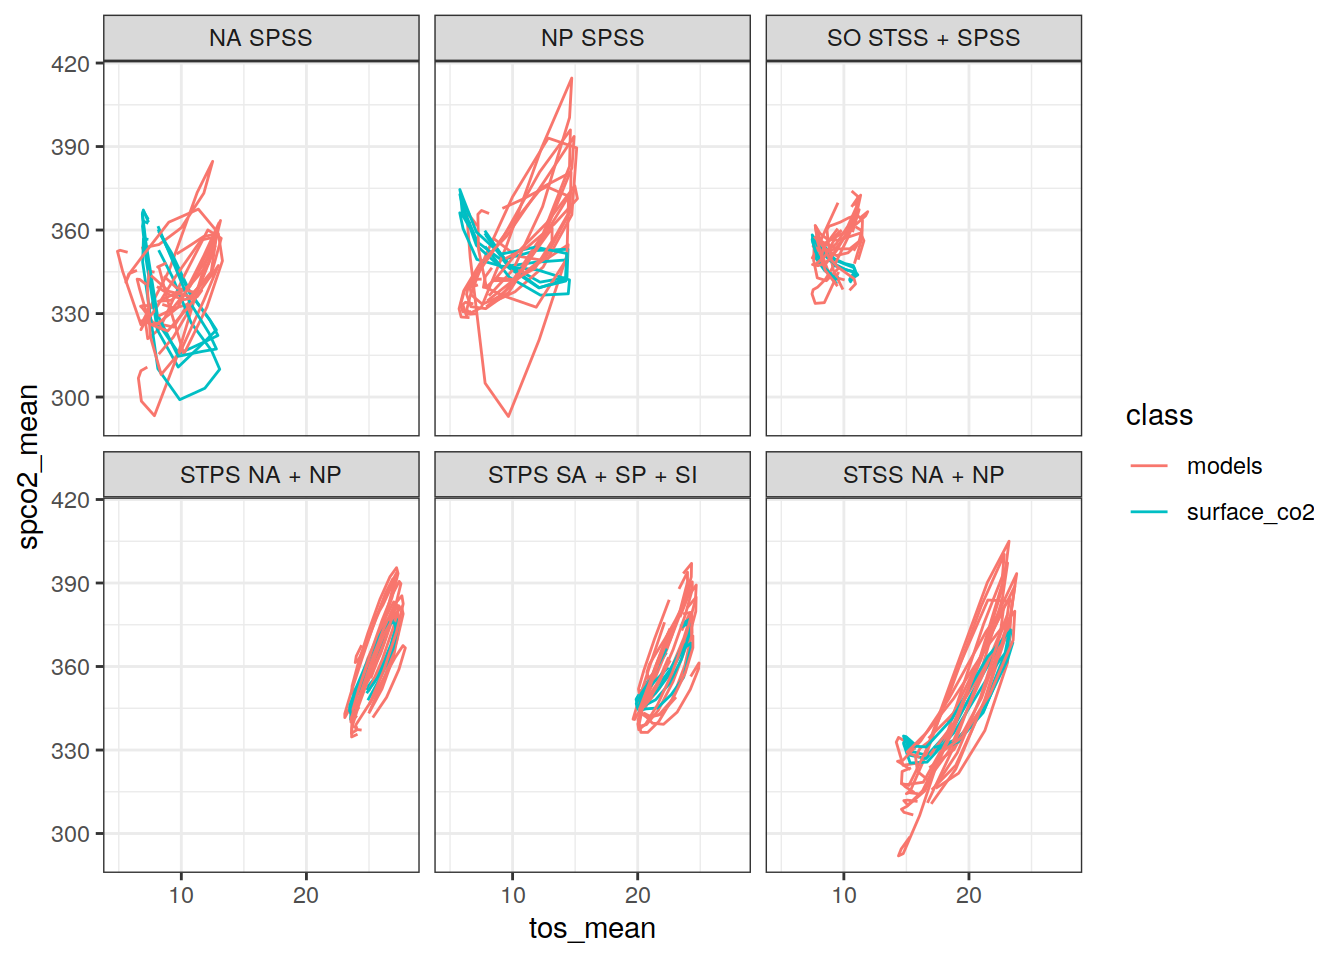 NA SPSS
NP SPSS
SO STSS + SPSS
420
390
360
330
300
STPS NA + NP
STPS SA + SP + SI
STSS NA + NP
420
390
360
330
300
10
20
10
20
10
20
tos_mean
spco2_mean
class
models
surface_co2